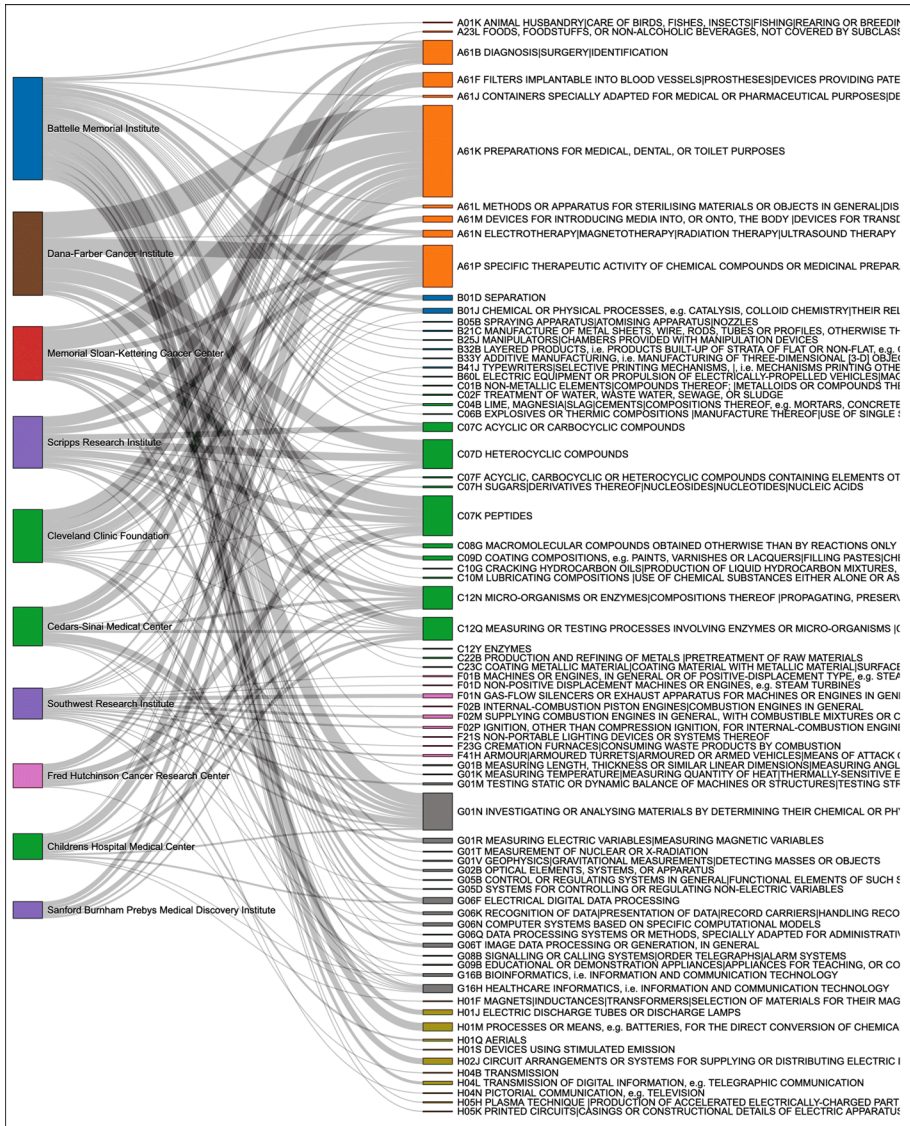 A01K ANIMAL HUSBANDRY|CARE OF BIRDS, FISHES, INSECTS|FISHING|REARING OR BREEDIN
A23L FOODS, FOODSTUFFS, OR NON-ALCOHOLIC BEVERAGES, NOT COVERED BY SUBCLASS
A61B DIAGNOSIS|SURGERY|IDENTIFICATION
A61F FILTERS IMPLANTABLE INTO BLOOD VESSELS|PROSTHESES|DEVICES PROVIDING PATE
A61J CONTAINERS SPECIALLY ADAPTED FOR MEDICAL OR PHARMACEUTICAL PURPOSES|DE
Battelle Memorial Institute
A61K PREPARATIONS FOR MEDICAL, DENTAL, OR TOILET PURPOSES
A61L METHODS OR APPARATUS FOR STERILISING MATERIALS OR OBJECTS IN GENERAL|DIS
A61M DEVICES FOR INTRODUCING MEDIA INTO, OR ONTO, THE BODY |DEVICES FOR TRANSD
A61N ELECTROTHERAPY|MAGNETOTHERAPY|RADIATION THERAPY|ULTRASOUND THERAPY
Dana-Farber Cancer Institute
A61P SPECIFIC THERAPEUTIC ACTIVITY OF CHEMICAL COMPOUNDS OR MEDICINAL PREPAR
B01D SEPARATION
B01J CHEMICAL OR PHYSICAL PROCESSES, e.g. CATALYSIS, COLLOID CHEMISTRY|THEIR REL
B05B SPRAYING APPARATUS|ATOMISING APPARATUS|NOZZLES
B21C MANUFACTURE OF METAL SHEETS, WIRE, RODS, TUBES OR PROFILES, OTHERWISE TH
B25J MANIPULATORS|CHAMBERS PROVIDED WITH MANIPULATION DEVICES
B32B LAYERED PRODUCTS, i.e. PRODUCTS BUILT-UP OF STRATA OF FLAT OR NON-FLAT, e.g. C
Memorial Sloan-Kettering Cancer Center
B33Y ADDITIVE MANUFACTURING, i.e. MANUFACTURING OF THREE-DIMENSIONAL [3-D] OBJEC
B41J TYPEWRITERS|SELECTIVE PRINTING MECHANISMS, |, i.e. MECHANISMS PRINTING OTHE
B60L ELECTRIC EQUIPMENT OR PROPULSION OF ELECTRICALLY-PROPELLED VEHICLES|MAG
C01B NON-METALLIC ELEMENTS|COMPOUNDS THEREOF; |METALLOIDS OR COMPOUNDS THE
C02F TREATMENT OF WATER, WASTE WATER, SEWAGE, OR SLUDGE
C04B LIME, MAGNESIA|SLAG|CEMENTS|COMPOSITIONS THEREOF, e.g. MORTARS, CONCRETE
C06B EXPLOSIVES OR THERMIC COMPOSITIONS |MANUFACTURE THEREOF|USE OF SINGLE S
C07C ACYCLIC OR CARBOCYCLIC COMPOUNDS
Scripps Research Institute
C07D HETEROCYCLIC COMPOUNDS
C07F ACYCLIC, CARBOCYCLIC OR HETEROCYCLIC COMPOUNDS CONTAINING ELEMENTS OT
C07H SUGARS|DERIVATIVES THEREOF|NUCLEOSIDES|NUCLEOTIDES|NUCLEIC ACIDS
C07K PEPTIDES
Cleveland Clinic Foundation
C08G MACROMOLECULAR COMPOUNDS OBTAINED OTHERWISE THAN BY REACTIONS ONLY
C09D COATING COMPOSITIONS, e.g. PAINTS, VARNISHES OR LACQUERS|FILLING PASTES|CHE
C10G CRACKING HYDROCARBON OILS|PRODUCTION OF LIQUID HYDROCARBON MIXTURES,
C10M LUBRICATING COMPOSITIONS |USE OF CHEMICAL SUBSTANCES EITHER ALONE OR AS
C12N MICRO-ORGANISMS OR ENZYMES|COMPOSITIONS THEREOF |PROPAGATING, PRESERV
Cedars-Sinai Medical Center
C12Q MEASURING OR TESTING PROCESSES INVOLVING ENZYMES OR MICRO-ORGANISMS |C
C12Y ENZYMES
C22B PRODUCTION AND REFINING OF METALS |PRETREATMENT OF RAW MATERIALS
C23C COATING METALLIC MATERIAL|COATING MATERIAL WITH METALLIC MATERIAL|SURFACE
F01B MACHINES OR ENGINES, IN GENERAL OR OF POSITIVE-DISPLACEMENT TYPE, e.g. STEA
F01D NON-POSITIVE DISPLACEMENT MACHINES OR ENGINES, e.g. STEAM TURBINES
F01N GAS-FLOW SILENCERS OR EXHAUST APPARATUS FOR MACHINES OR ENGINES IN GENI
Southwest Research Institute
F02B INTERNAL-COMBUSTION PISTON ENGINES|COMBUSTION ENGINES IN GENERAL
F02M SUPPLYING COMBUSTION ENGINES IN GENERAL, WITH COMBUSTIBLE MIXTURES OR C
F02P IGNITION, OTHER THAN COMPRESSION IGNITION, FOR INTERNAL-COMBUSTION ENGINI
F21S NON-PORTABLE LIGHTING DEVICES OR SYSTEMS THEREOF
F23G CREMATION FURNACES|CONSUMING WASTE PRODUCTS BY COMBUSTION
F41H ARMOUR|ARMOURED TURRETS|ARMOURED OR ARMED VEHICLES|MEANS OF ATTACK C
G01B MEASURING LENGTH, THICKNESS OR SIMILAR LINEAR DIMENSIONS|MEASURING ANGL
Fred Hutchinson Cancer Research Center
G01K MEASURING TEMPERATURE|MEASURING QUANTITY OF HEAT|THERMALLY-SENSITIVE E
G01M TESTING STATIC OR DYNAMIC BALANCE OF MACHINES OR STRUCTURES|TESTING STR
G01N INVESTIGATING OR ANALYSING MATERIALS BY DETERMINING THEIR CHEMICAL OR PHY
G01R MEASURING ELECTRIC VARIABLES|MEASURING MAGNETIC VARIABLES
Childrens Hospital Medical Center
G01T MEASUREMENT OF NUCLEAR OR X-RADIATION
G01V GEOPHYSICS|GRAVITATIONAL MEASUREMENTS|DETECTING MASSES OR OBJECTS
G02B OPTICAL ELEMENTS, SYSTEMS, OR APPARATUS
G05B CONTROL OR REGULATING SYSTEMS IN GENERAL|FUNCTIONAL ELEMENTS OF SUCH S
G05D SYSTEMS FOR CONTROLLING OR REGULATING NON-ELECTRIC VARIABLES
G06F ELECTRICAL DIGITAL DATA PROCESSING
Sanford Burnham Prebys Medical Discovery Institute
G06K RECOGNITION OF DATA|PRESENTATION OF DATA|RECORD CARRIERS|HANDLING RECO
G06N COMPUTER SYSTEMS BASED ON SPECIFIC COMPUTATIONAL MODELS
G06Q DATA PROCESSING SYSTEMS OR METHODS, SPECIALLY ADAPTED FOR ADMINISTRATIV
G06T IMAGE DATA PROCESSING OR GENERATION, IN GENERAL
G08B SIGNALLING OR CALLING SYSTEMS|ORDER TELEGRAPHS|ALARM SYSTEMS
G09B EDUCATIONAL OR DEMONSTRATION APPLIANCES|APPLIANCES FOR TEACHING, OR CO
G16B BIOINFORMATICS, i.e. INFORMATION AND COMMUNICATION TECHNOLOGY
G16H HEALTHCARE INFORMATICS, i.e. INFORMATION AND COMMUNICATION TECHNOLOGY
H01F MAGNETS|INDUCTANCES|TRANSFORMERS|SELECTION OF MATERIALS FOR THEIR MAG
H01J ELECTRIC DISCHARGE TUBES OR DISCHARGE LAMPS
H01M PROCESSES OR MEANS, e.g. BATTERIES, FOR THE DIRECT CONVERSION OF CHEMICA
H01Q AERIALS
H01S DEVICES USING STIMULATED EMISSION
H02J CIRCUIT ARRANGEMENTS OR SYSTEMS FOR SUPPLYING OR DISTRIBUTING ELECTRIC I
H04B TRANSMISSION
H04L TRANSMISSION OF DIGITAL INFORMATION, e.g. TELEGRAPHIC COMMUNICATION
H04N PICTORIAL COMMUNICATION, e.g. TELEVISION
H05H PLASMA TECHNIQUE |PRODUCTION OF ACCELERATED ELECTRICALLY-CHARGED PART
H05K PRINTED CIRCUITS|CASINGS OR CONSTRUCTIONAL DETAILS OF ELECTRIC APPARATUS